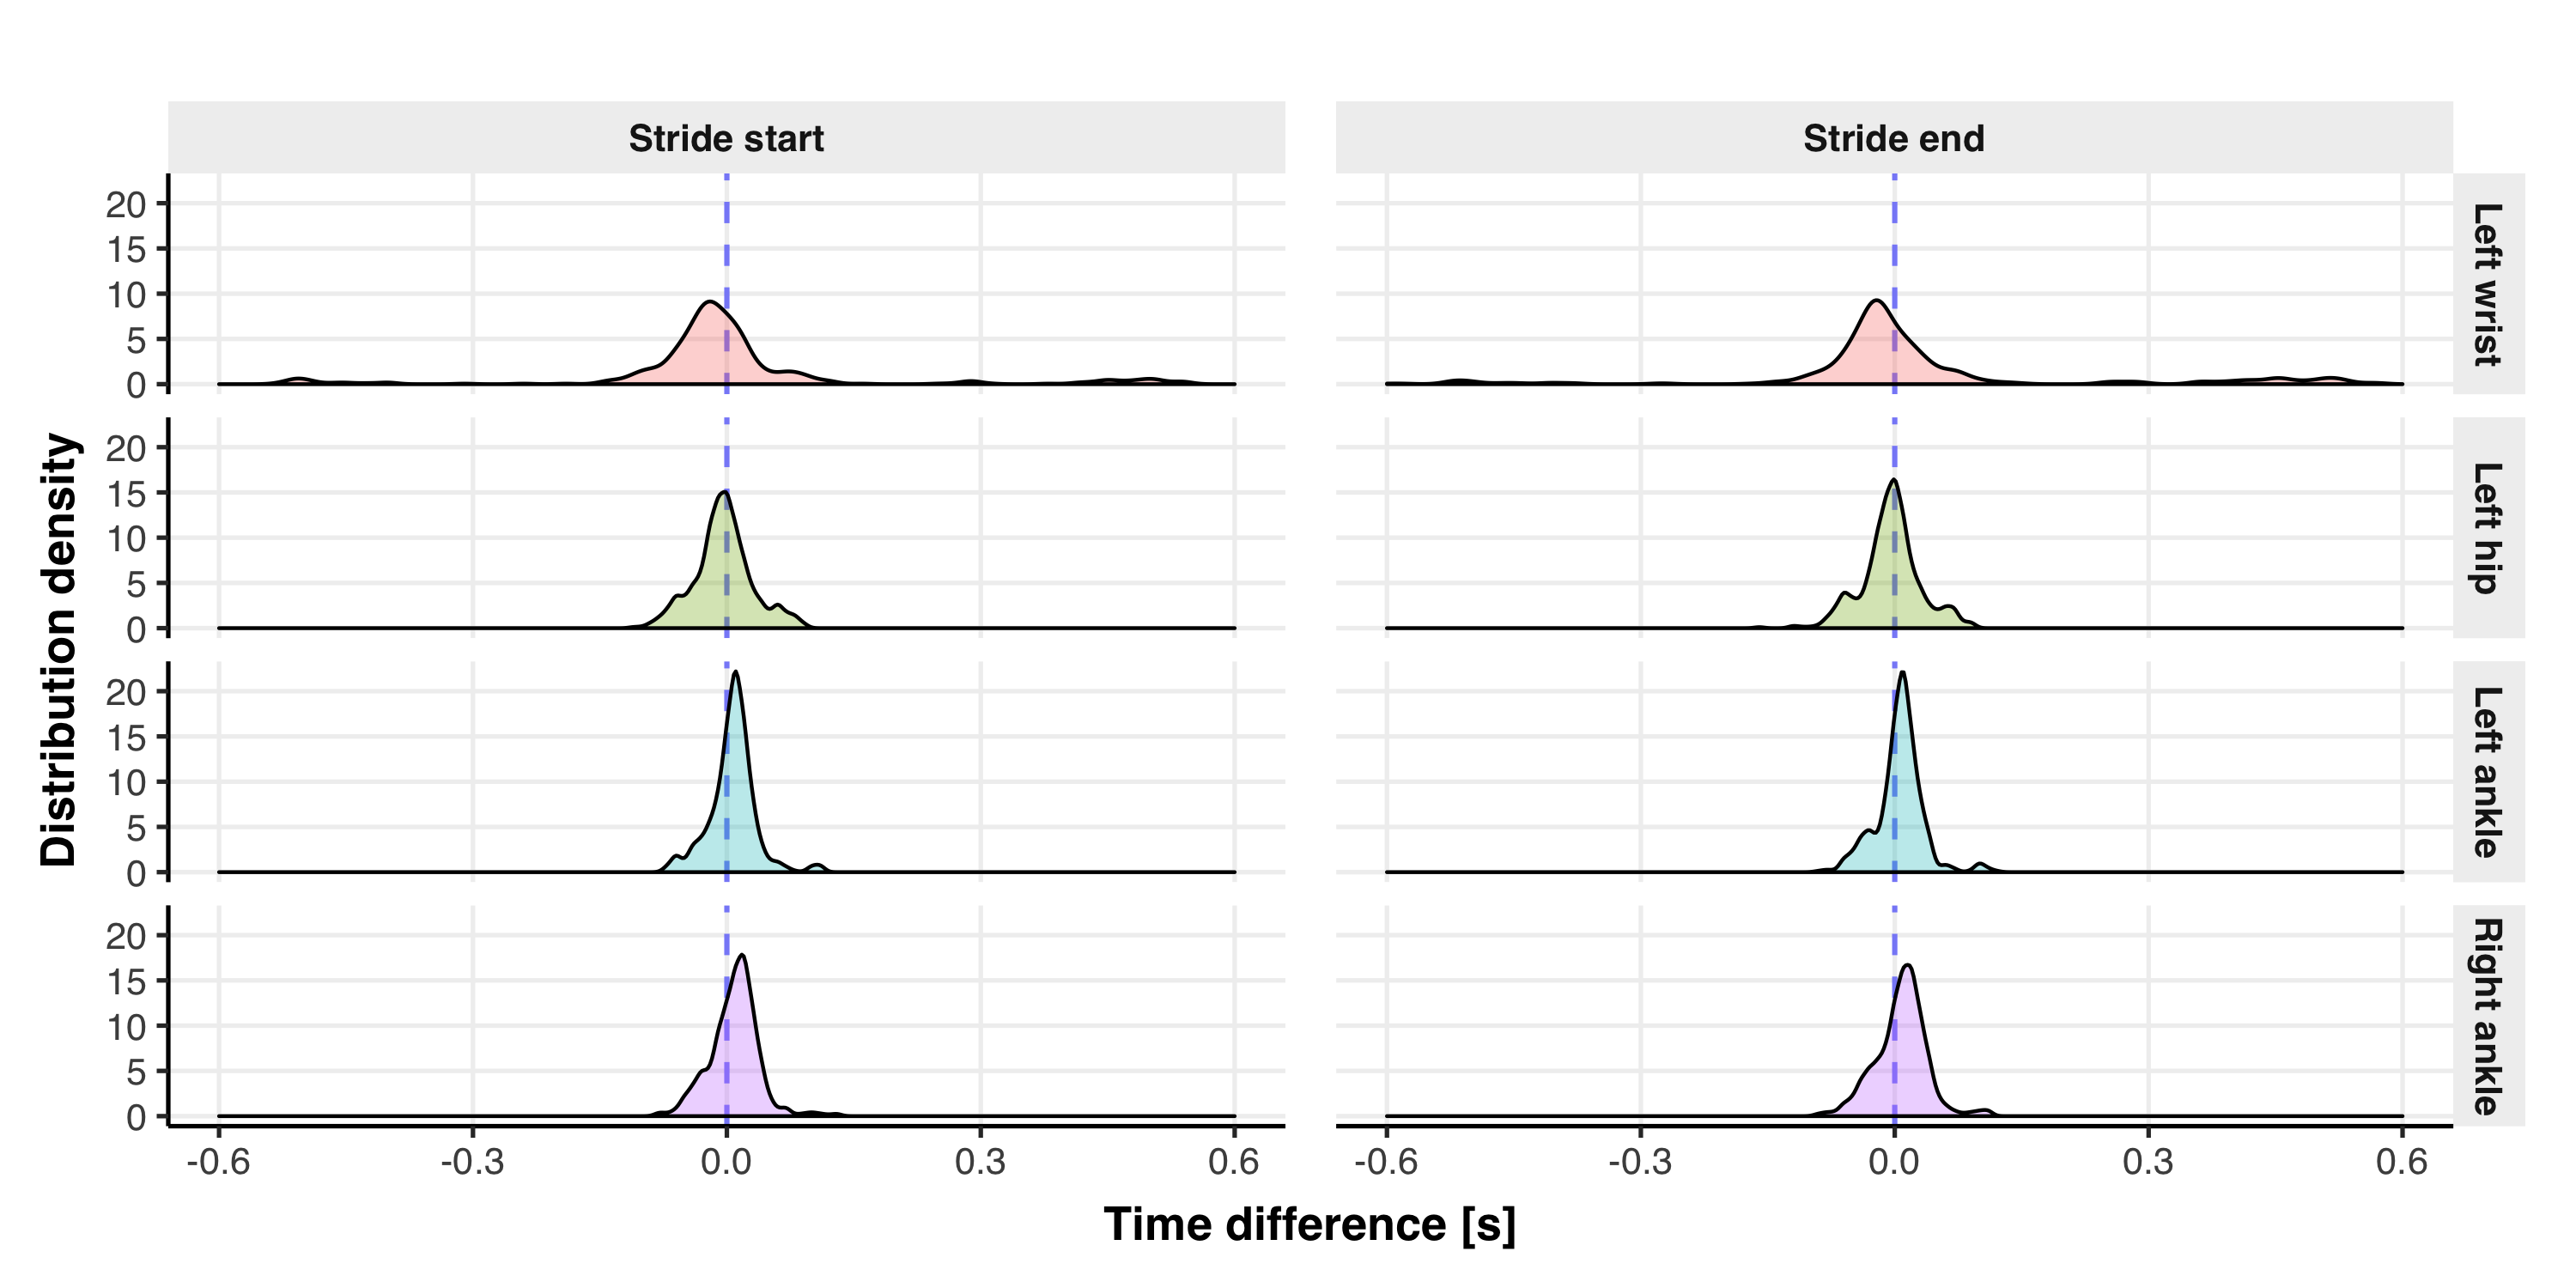 Stride start
Stride end
20
15
10
5
0
Left wrist
Distribution density
20
15
10
5
0
Left hip
20
15
10
5
0
Left ankle
20
15
10
5
0
Right ankle
-0.6 -0.3 0.0 0.3 0.6
-0.6 -0.3 0.0 0.3 0.6
Time difference [s]